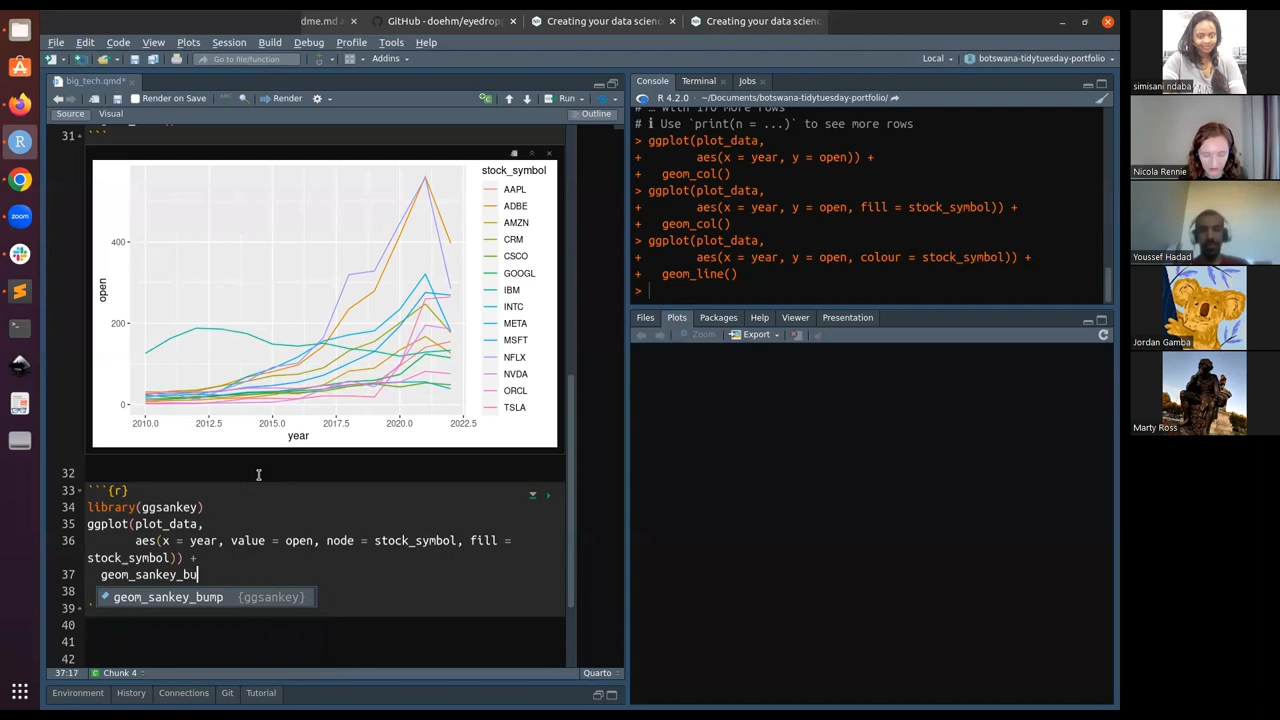 dme.md a
GitHub - doehm/eyedrop
Creating your data scien
Creating your data scien
File Edit Code View Plots Session Build Debug Profile Tools Help
Go to file/function
Addins
Local
botswana-tidytuesday-portfolio
big_tech.qmd*
Render on Save
Render
Run
Source Visual
Outline
31 ```
stock_symbol
AAPL
ADBE
AMZN
CRM
CSCO
GOOGL
IBM
INTC
META
MSFT
NFLX
NVDA
ORCL
TSLA
400
200
0
open
2010.0 2012.5 2015.0 2017.5 2020.0 2022.5
year
32
33 ```{r}
34 library(ggsankey)
35 ggplot(plot_data,
36 aes(x = year, value = open, node = stock_symbol, fill =
stock_symbol)) +
37 geom_sankey_bu
38 geom_sankey_bump {ggsankey}
39
40
41
42
37:17 Chunk 4 Quarto
Environment History Connections Git Tutorial
Console Terminal Jobs
R 4.2.0 · ~/Documents/botswana-tidytuesday-portfolio/
# … with 170 more rows
# ℹ Use `print(n = ...)` to see more rows
> ggplot(plot_data,
+ aes(x = year, y = open)) +
+ geom_col()
> ggplot(plot_data,
+ aes(x = year, y = open, fill = stock_symbol)) +
+ geom_col()
> ggplot(plot_data,
+ aes(x = year, y = open, colour = stock_symbol)) +
+ geom_line()
>
Files Plots Packages Help Viewer Presentation
Zoom Export
simisani ndaba
Nicola Rennie
Youssef Hadad
Jordan Gamba
Marty Ross